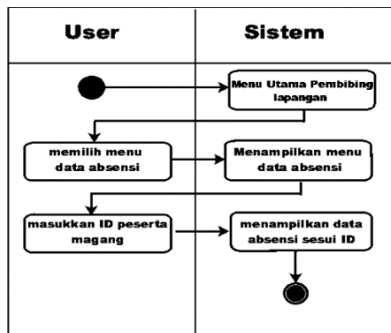 User
Sistem
Menu Utama Pembibing
lapangan
memilih menu
data absensi
Menampilkan menu
data absensi
masukkan ID peserta
magang
menampilkan data
absensi sesui ID